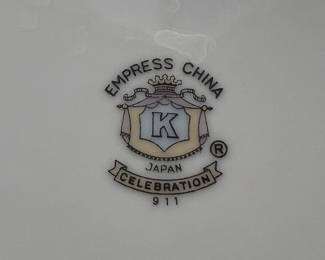 EMPRESS CHINA
K
®
JAPAN
CELEBRATION
911